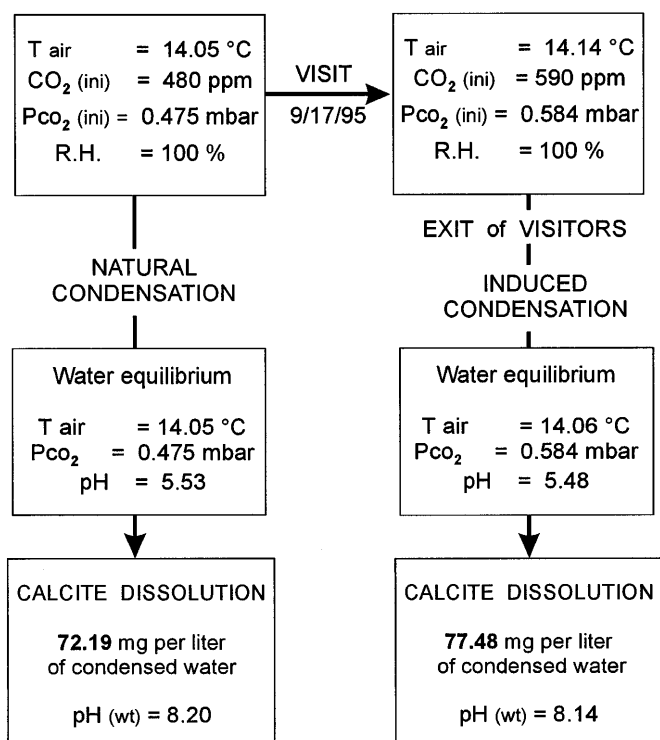 T air = 14.05 °C
CO₂ (ini) = 480 ppm
Pco₂ (ini) = 0.475 mbar
R.H. = 100 %
VISIT
9/17/95
T air = 14.14 °C
CO₂ (ini) = 590 ppm
Pco₂ (ini) = 0.584 mbar
R.H. = 100 %
NATURAL
CONDENSATION
EXIT of VISITORS
INDUCED
CONDENSATION
Water equilibrium
T air = 14.05 °C
Pco₂ = 0.475 mbar
pH = 5.53
Water equilibrium
T air = 14.06 °C
Pco₂ = 0.584 mbar
pH = 5.48
CALCITE DISSOLUTION
72.19 mg per liter
of condensed water
pH (wt) = 8.20
CALCITE DISSOLUTION
77.48 mg per liter
of condensed water
pH (wt) = 8.14